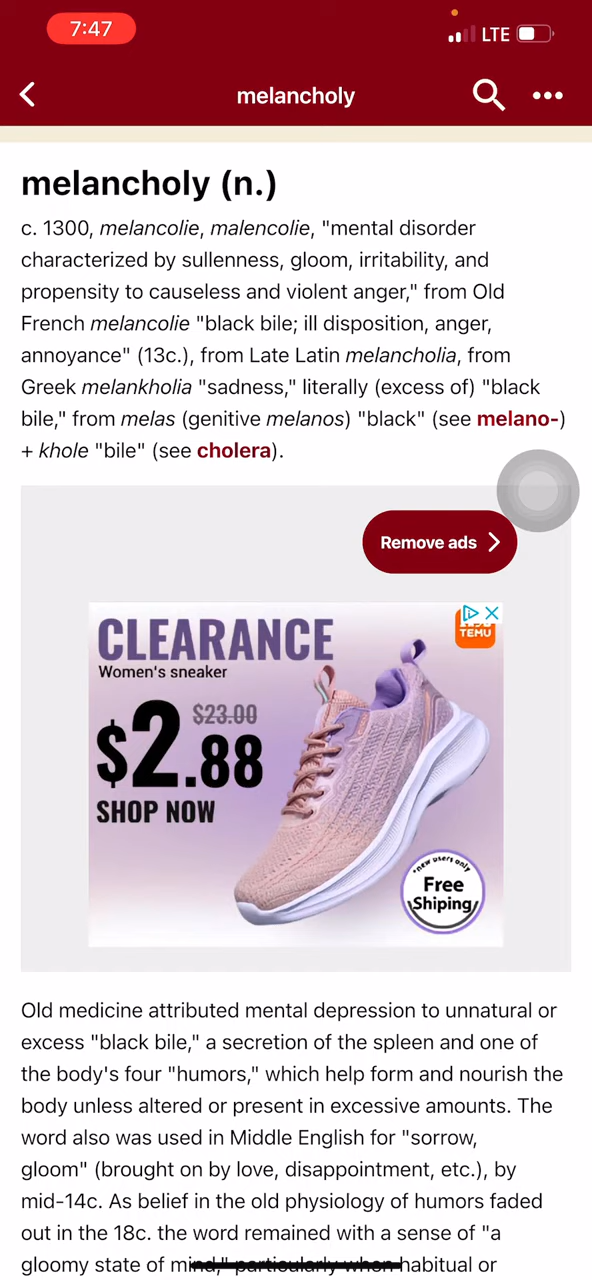 7:47
LTE
melancholy
melancholy (n.)
c. 1300, melancolie, malencolie, "mental disorder
characterized by sullenness, gloom, irritability, and
propensity to causeless and violent anger," from Old
French melancolie "black bile; ill disposition, anger,
annoyance" (13c.), from Late Latin melancholia, from
Greek melankholia "sadness," literally (excess of) "black
bile," from melas (genitive melanos) "black" (see melano-)
+ khole "bile" (see cholera).
Remove ads
CLEARANCE
TEMU
Women's sneaker
$23.00
$2.88
SHOP NOW
*new users only
Free
Shiping
Old medicine attributed mental depression to unnatural or
excess "black bile," a secretion of the spleen and one of
the body's four "humors," which help form and nourish the
body unless altered or present in excessive amounts. The
word also was used in Middle English for "sorrow,
gloom" (brought on by love, disappointment, etc.), by
mid-14c. As belief in the old physiology of humors faded
out in the 18c. the word remained with a sense of "a
gloomy state of mind," particularly when habitual or